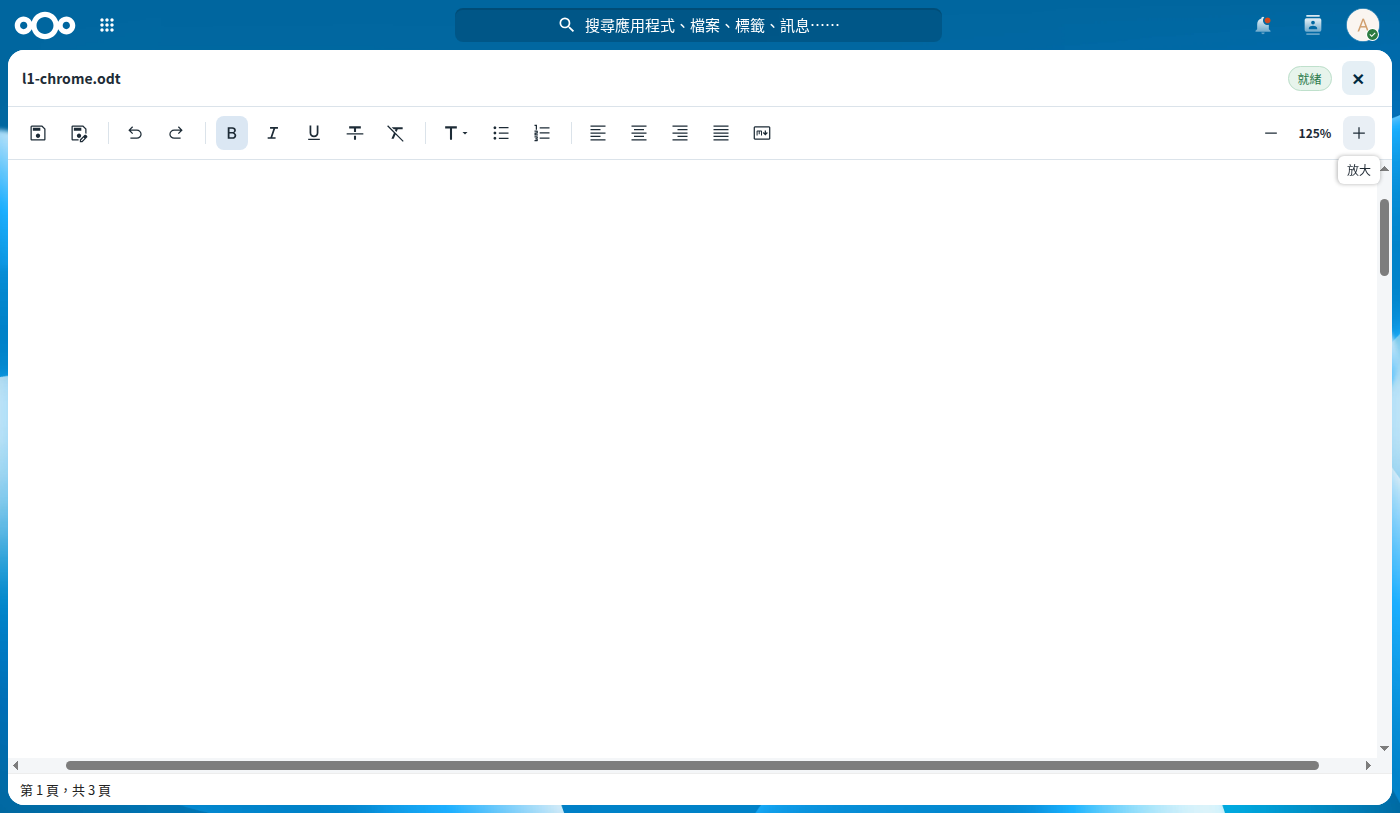 搜尋應用程式、檔案、標籤、訊息……
A
l1-chrome.odt
就緒
125%
放大
第 1 頁，共 3 頁